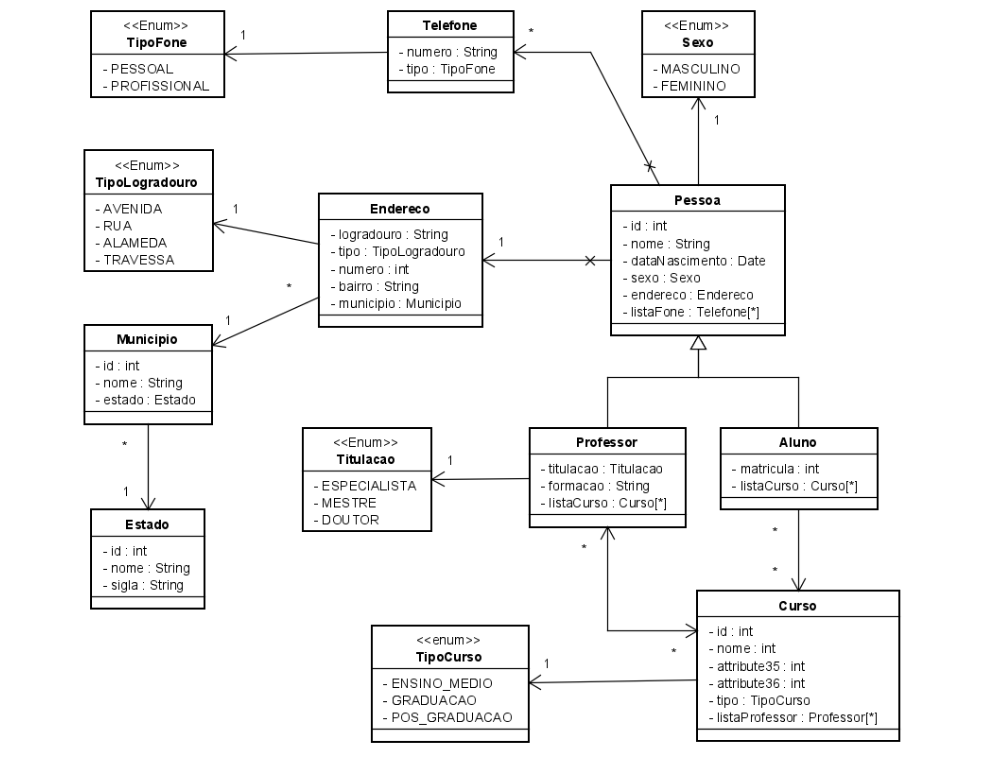 <<Enum>>
TipoFone
- PESSOAL
- PROFISSIONAL
1
Telefone
- numero : String
- tipo : TipoFone
*
<<Enum>>
Sexo
- MASCULINO
- FEMININO
1
<<Enum>>
TipoLogradouro
- AVENIDA
- RUA
- ALAMEDA
- TRAVESSA
1
Endereco
- logradouro : String
- tipo : TipoLogradouro
- numero : int
- bairro : String
- municipio : Municipio
1
Pessoa
- id : int
- nome : String
- dataNascimento : Date
- sexo : Sexo
- endereco : Endereco
- listaFone : Telefone[*]
*
1
Municipio
- id : int
- nome : String
- estado : Estado
*
1
Estado
- id : int
- nome : String
- sigla : String
<<Enum>>
Titulacao
- ESPECIALISTA
- MESTRE
- DOUTOR
1
Professor
- titulacao : Titulacao
- formacao : String
- listaCurso : Curso[*]
*
Aluno
- matricula : int
- listaCurso : Curso[*]
*
*
<<enum>>
TipoCurso
- ENSINO_MEDIO
- GRADUACAO
- POS_GRADUACAO
1
*
Curso
- id : int
- nome : int
- attribute35 : int
- attribute36 : int
- tipo : TipoCurso
- listaProfessor : Professor[*]